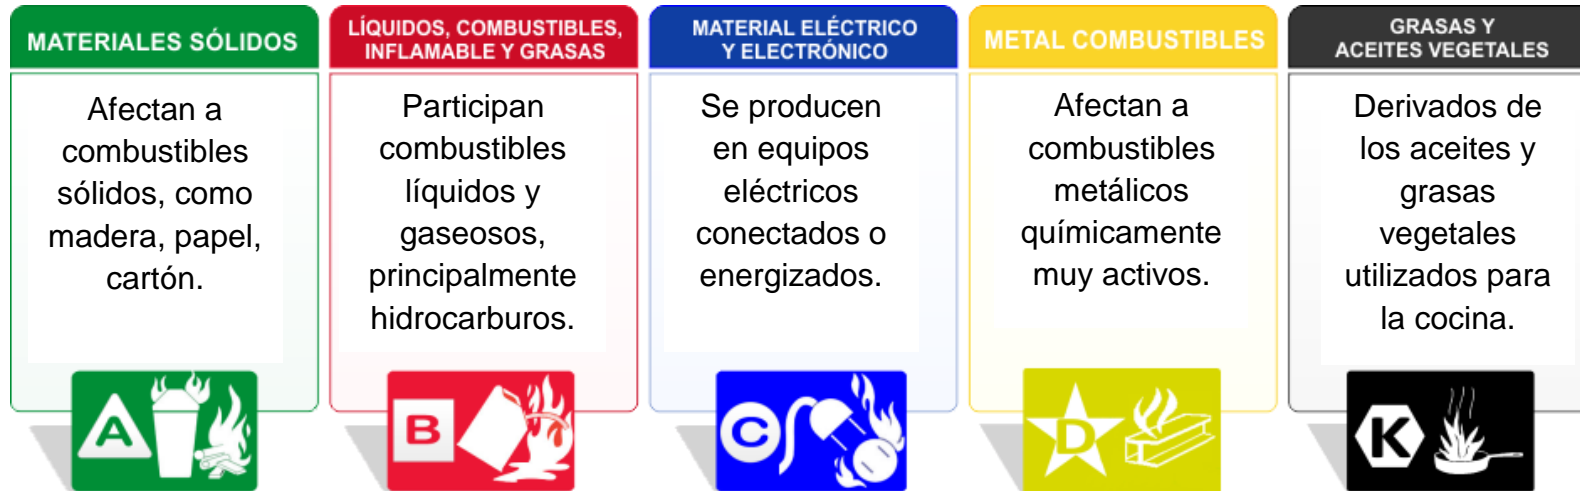 MATERIALES SÓLIDOS
Afectan a
combustibles
sólidos, como
madera, papel,
cartón.
A
LÍQUIDOS, COMBUSTIBLES,
INFLAMABLE Y GRASAS
Participan
combustibles
líquidos y
gaseosos,
principalmente
hidrocarburos.
B
MATERIAL ELÉCTRICO
Y ELECTRÓNICO
Se producen
en equipos
eléctricos
conectados o
energizados.
C
METAL COMBUSTIBLES
Afectan a
combustibles
metálicos
químicamente
muy activos.
D
GRASAS Y
ACEITES VEGETALES
Derivados de
los aceites y
grasas
vegetales
utilizados para
la cocina.
K